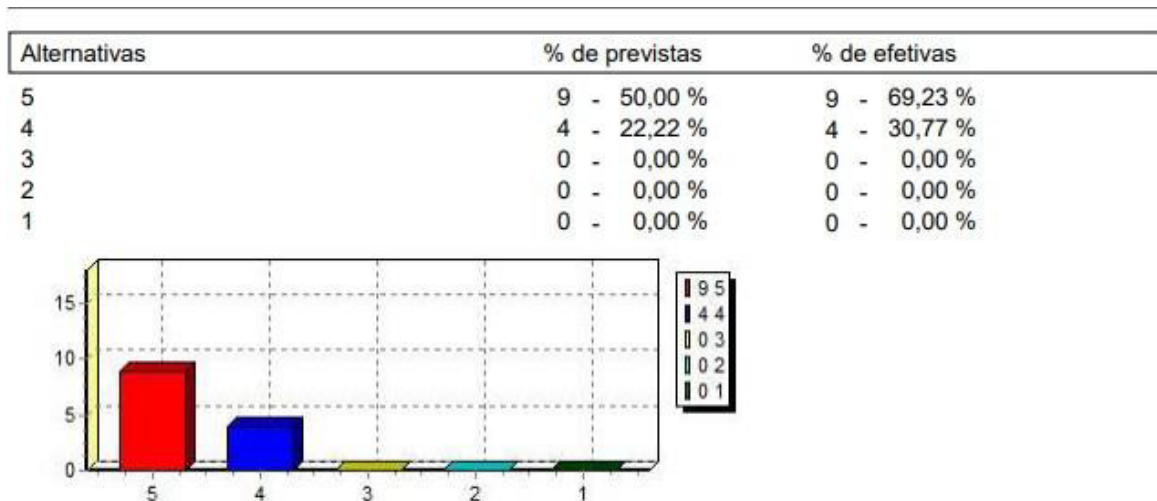 Alternativas % de previstas % de efetivas
5 9 - 50,00 % 9 - 69,23 %
4 4 - 22,22 % 4 - 30,77 %
3 0 - 0,00 % 0 - 0,00 %
2 0 - 0,00 % 0 - 0,00 %
1 0 - 0,00 % 0 - 0,00 %
15
10
5
0
5 4 3 2 1
9 5
4 4
0 3
0 2
0 1